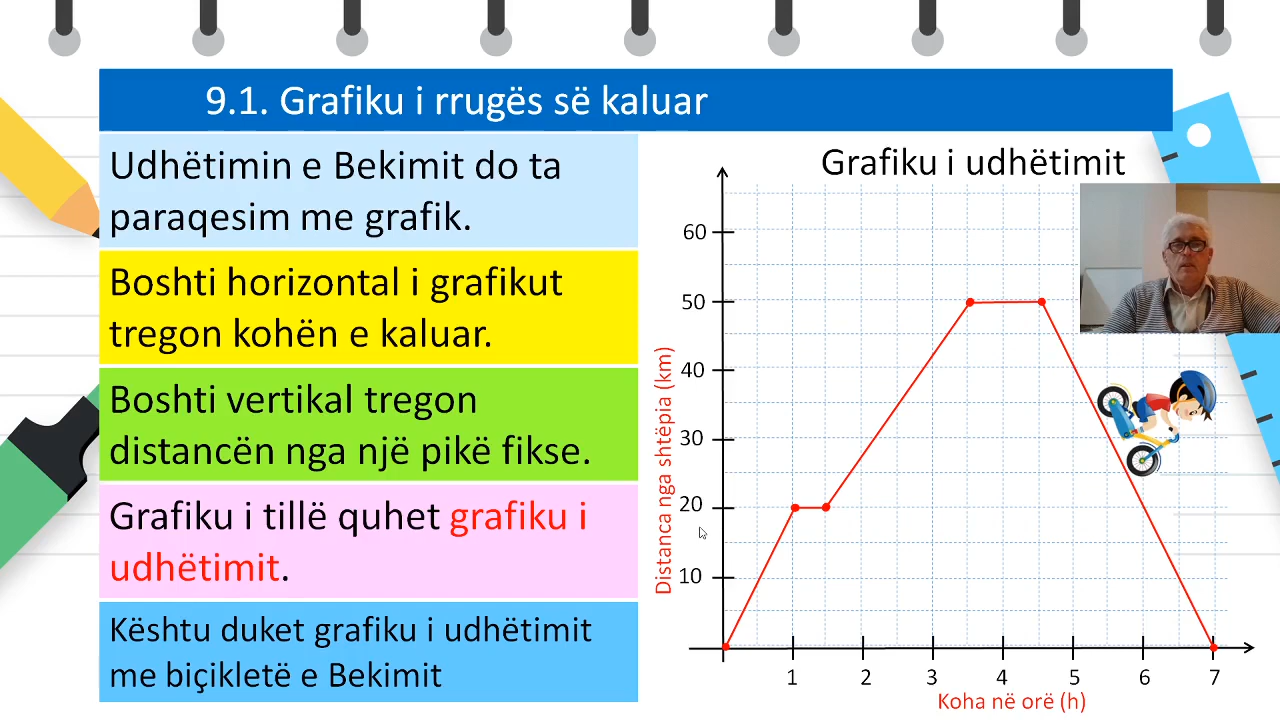 9.1. Grafiku i rrugës së kaluar
Udhëtimin e Bekimit do ta
paraqesim me grafik.
Boshti horizontal i grafikut
tregon kohën e kaluar.
Boshti vertikal tregon
distancën nga një pikë fikse.
Grafiku i tillë quhet grafiku i
udhëtimit.
Kështu duket grafiku i udhëtimit
me biçikletë e Bekimit
Grafiku i udhëtimit
Distanca nga shtëpia (km)
60
50
40
30
20
10
1 2 3 4 5 6 7
Koha në orë (h)